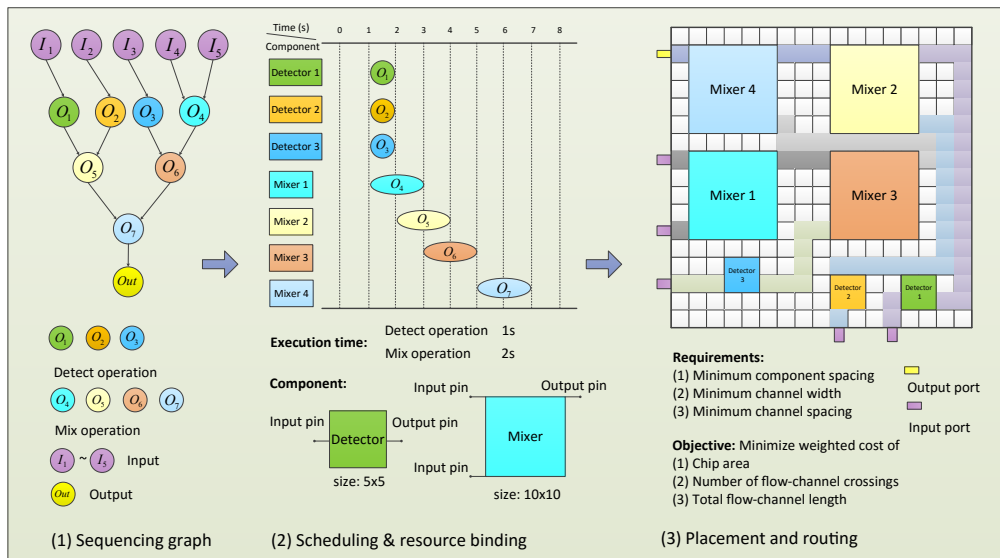 I1 I2 I3 I4 I5
O1 O2 O3 O4
O5 O6
O7
Out
O1 O2 O3
Detect operation
O4 O5 O6 O7
Mix operation
I1 ~ I5 Input
Out Output
(1) Sequencing graph
Time (s) 0 1 2 3 4 5 6 7 8
Component
Detector 1 O1
Detector 2 O2
Detector 3 O3
Mixer 1 O4
Mixer 2 O5
Mixer 3 O6
Mixer 4 O7
Detect operation 1s
Execution time:
Mix operation 2s
Component:
Input pin Output pin
Input pin Output pin
Detector
Mixer
Input pin
size: 5x5
size: 10x10
(2) Scheduling & resource binding
Mixer 4 Mixer 2
Mixer 1 Mixer 3
Detector
3
Detector
2
Detector
1
Requirements:
(1) Minimum component spacing
(2) Minimum channel width
(3) Minimum channel spacing
Output port
Input port
Objective: Minimize weighted cost of
(1) Chip area
(2) Number of flow-channel crossings
(3) Total flow-channel length
(3) Placement and routing